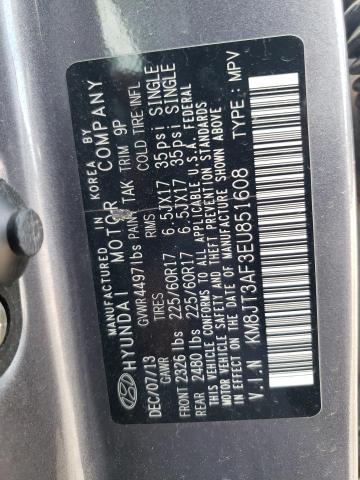 MANUFACTURED IN KOREA BY
HYUNDAI MOTOR COMPANY
DEC/07/13 GVWR4497 lbs PAINT TAK TRIM 9P
GAWR TIRES RIMS COLD TIRE INFL.
FRONT 2326 lbs 225/60R17 6.5JX17 35psi SINGLE
REAR 2480 lbs 225/60R17 6.5JX17 35psi SINGLE
THIS VEHICLE CONFORMS TO ALL APPLICABLE U.S.A. FEDERAL
MOTOR VEHICLE SAFETY, BUMPER, AND THEFT PREVENTION STANDARDS
IN EFFECT ON THE DATE OF MANUFACTURE SHOWN ABOVE.
V.I.N KM8JT3AF3EU851608 TYPE: MPV